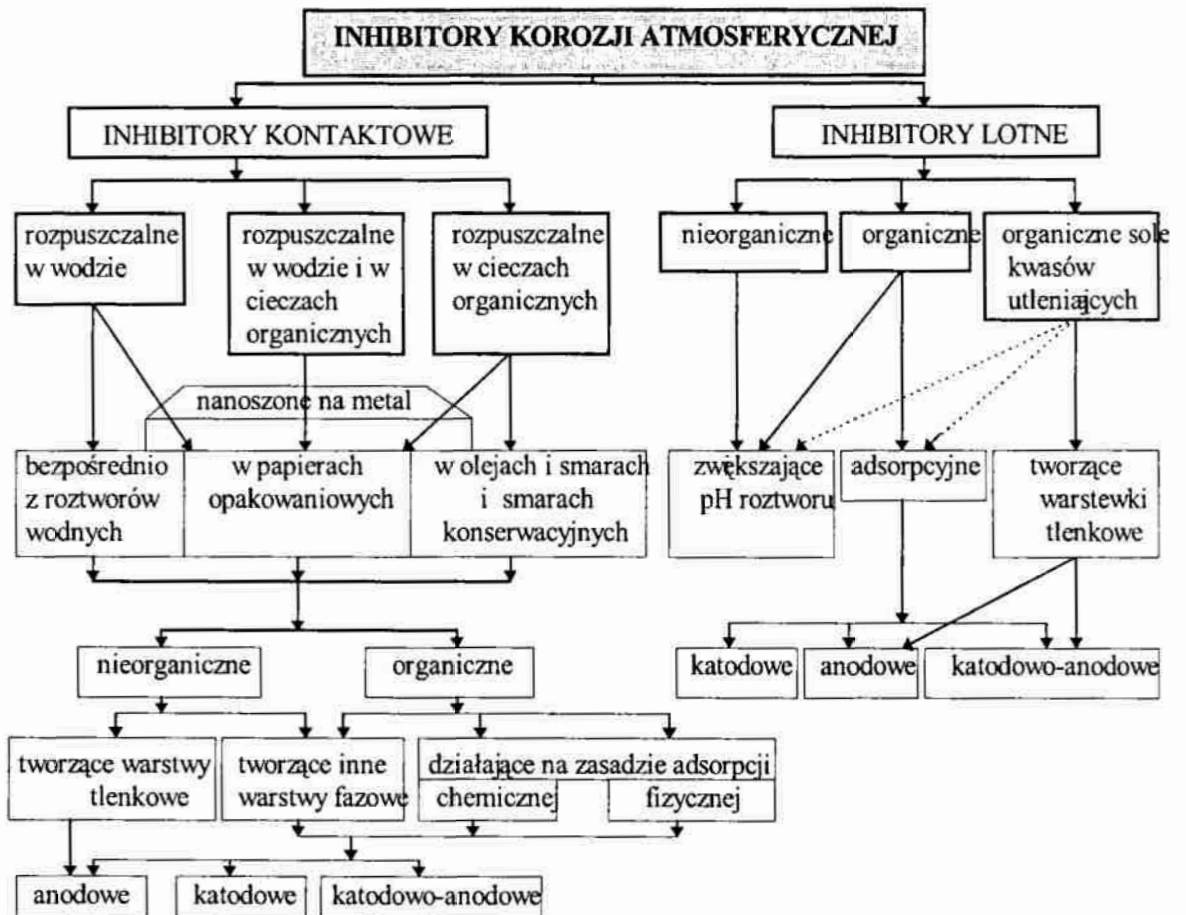 INHIBITORY KOROZJI ATMOSFERYCZNEJ
INHIBITORY KONTAKTOWE
INHIBITORY LOTNE
rozpuszczalne
w wodzie
rozpuszczalne
w wodzie i w
cieczach
organicznych
rozpuszczalne
w cieczach
organicznych
nieorganiczne
organiczne
organiczne sole
kwasów
utleniajcych
nanoszone na metal
bezpośrednio
z roztworów
wodnych
w papierach
opakowaniowych
w olejach i smarach
i smarach
konserwacyjnych
zwększające
pH roztworu
adsorpcyjne
tworzące
warstewki
tlenkowe
nieorganiczne
organiczne
katodowe
anodowe
katodowo-anodowe
tworzące warstwy
tlenkowe
tworzące inne
warstwy fazowe
działające na zasadzie adsorpcji
chemicznej
fizycznej
anodowe
katodowe
katodowo-anodowe